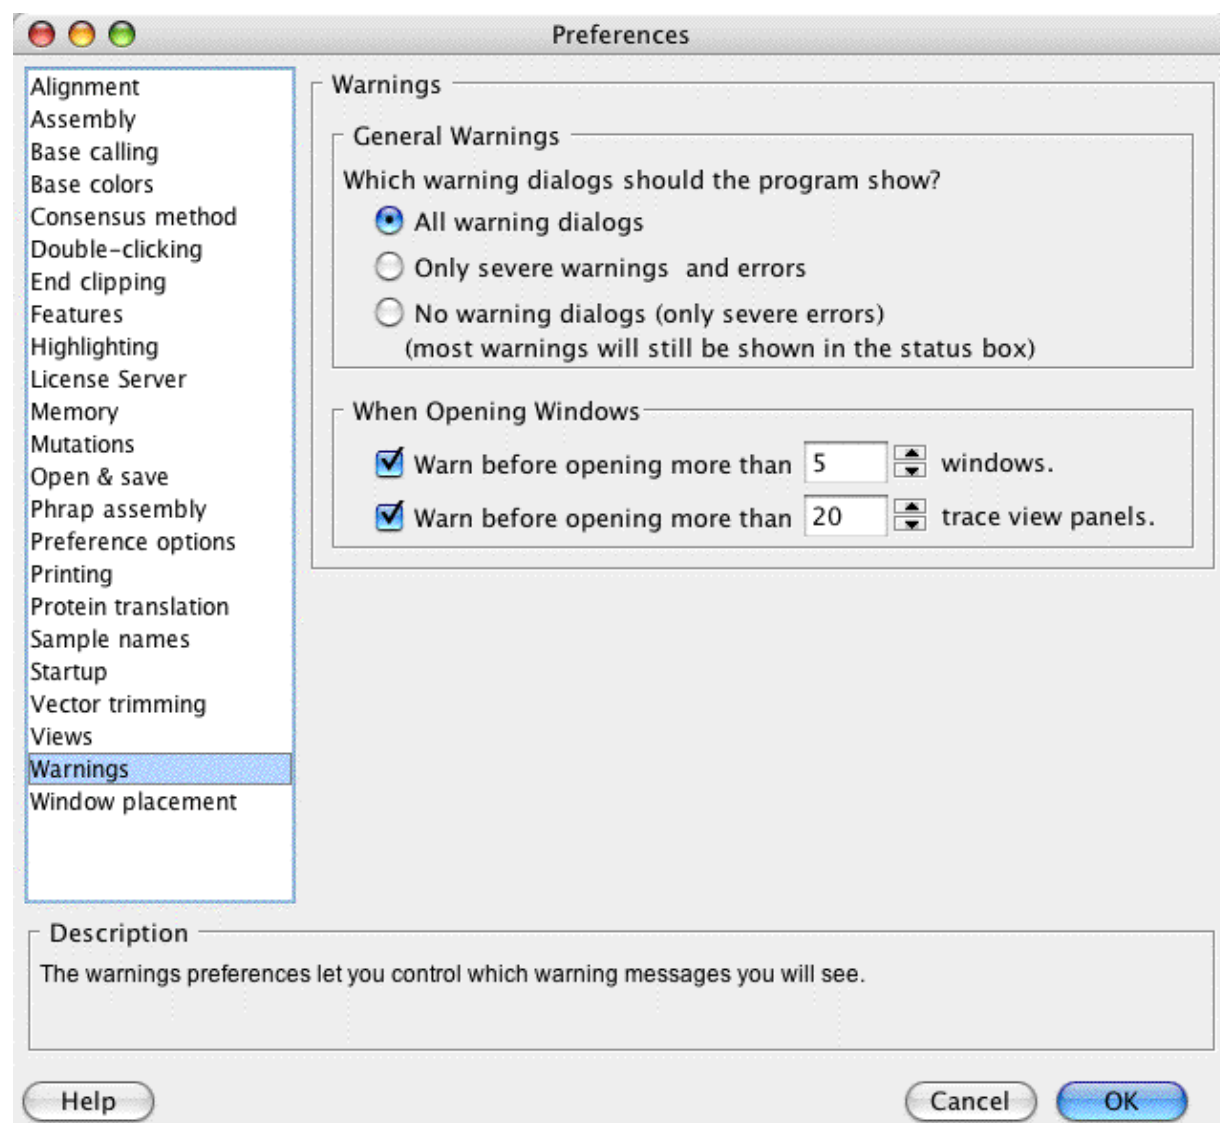 Preferences
Alignment
Assembly
Base calling
Base colors
Consensus method
Double-clicking
End clipping
Features
Highlighting
License Server
Memory
Mutations
Open & save
Phrap assembly
Preference options
Printing
Protein translation
Sample names
Startup
Vector trimming
Views
Warnings
Window placement
Warnings
General Warnings
Which warning dialogs should the program show?
All warning dialogs
Only severe warnings  and errors
No warning dialogs (only severe errors)
(most warnings will still be shown in the status box)
When Opening Windows
Warn before opening more than 5 windows.
Warn before opening more than 20 trace view panels.
Description
The warnings preferences let you control which warning messages you will see.
Help Cancel OK